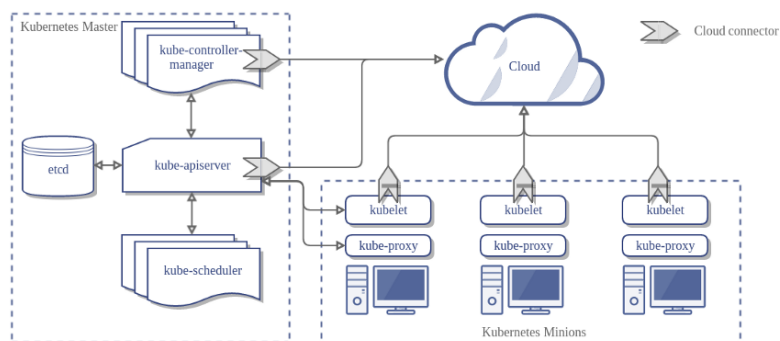 Kubernetes Master
kube-controller-
manager
Cloud
Cloud connector
etcd
kube-apiserver
kube-scheduler
kubelet
kubelet
kubelet
kube-proxy
kube-proxy
kube-proxy
Kubernetes Minions